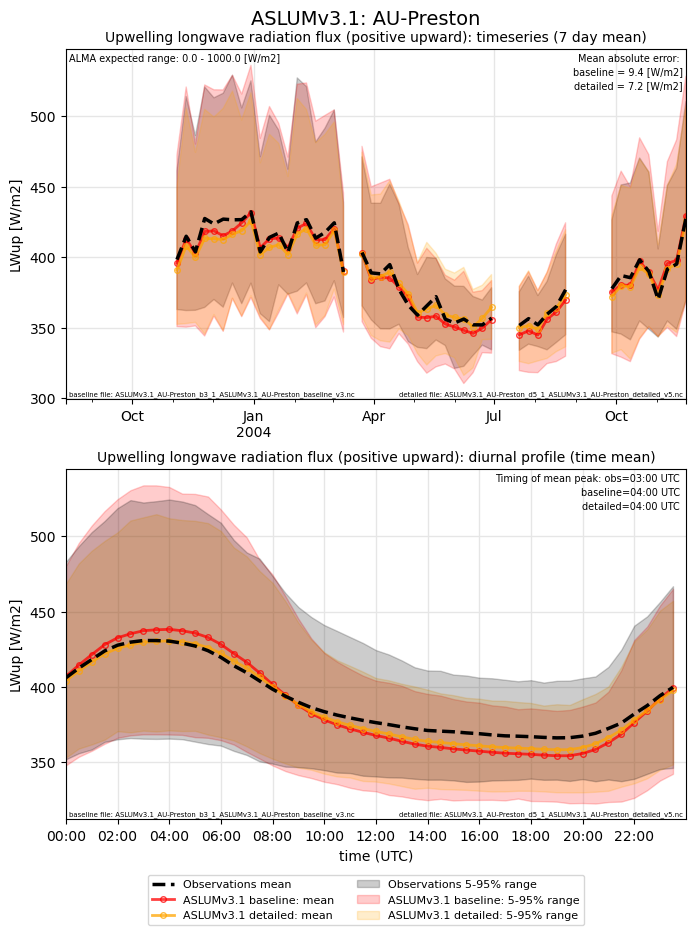 ASLUMv3.1: AU-Preston
Upwelling longwave radiation flux (positive upward): timeseries (7 day mean)
ALMA expected range: 0.0 - 1000.0 [W/m2]
Mean absolute error:
baseline = 9.4 [W/m2]
detailed = 7.2 [W/m2]
LWup [W/m2]
500
450
400
350
300
baseline file: ASLUMv3.1_AU-Preston_b3_1_ASLUMv3.1_AU-Preston_baseline_v3.nc
detailed file: ASLUMv3.1_AU-Preston_d5_1_ASLUMv3.1_AU-Preston_detailed_v5.nc
Oct Jan Apr Jul Oct
2004
Upwelling longwave radiation flux (positive upward): diurnal profile (time mean)
Timing of mean peak: obs=03:00 UTC
baseline=04:00 UTC
detailed=04:00 UTC
LWup [W/m2]
500
450
400
350
baseline file: ASLUMv3.1_AU-Preston_b3_1_ASLUMv3.1_AU-Preston_baseline_v3.nc
detailed file: ASLUMv3.1_AU-Preston_d5_1_ASLUMv3.1_AU-Preston_detailed_v5.nc
00:00 02:00 04:00 06:00 08:00 10:00 12:00 14:00 16:00 18:00 20:00 22:00
time (UTC)
Observations mean
ASLUMv3.1 baseline: mean
ASLUMv3.1 detailed: mean
Observations 5-95% range
ASLUMv3.1 baseline: 5-95% range
ASLUMv3.1 detailed: 5-95% range